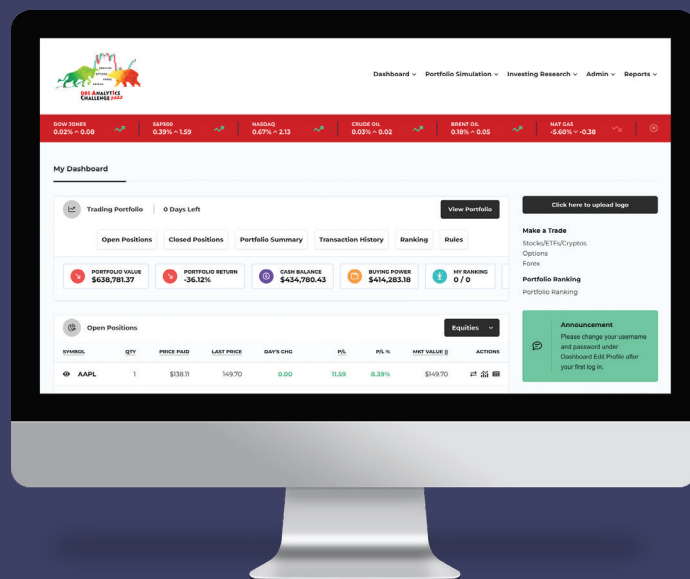 DBS ANALYTICS
CHALLENGE 2022
Dashboard Portfolio Simulation Investing Research Admin Reports
DOW JONES
0.02% ^ 0.08
S&P500
0.39% ^ 1.59
NASDAQ
0.67% ^ 2.13
CRUDE OIL
0.03% ^ 0.02
BRENT OIL
0.18% ^ 0.05
NAT GAS
-5.60% -0.38
My Dashboard
Trading Portfolio | 0 Days Left
View Portfolio
Open Positions Closed Positions Portfolio Summary Transaction History Ranking Rules
PORTFOLIO VALUE
$638,781.37
PORTFOLIO RETURN
-36.12%
CASH BALANCE
$434,780.43
BUYING POWER
$414,283.18
MY RANKING
0 / 0
Open Positions
Equities
SYMBOL QTY PRICE PAID LAST PRICE DAY'S CHG P/L P/L % MKT VALUE () ACTIONS
AAPL 1 $138.11 149.70 0.00 11.59 8.39% $149.70
Click here to upload logo
Make a Trade
Stocks/ETFs/Cryptos
Options
Forex
Portfolio Ranking
Portfolio Ranking
Announcement
Please change your username
and password under
Dashboard Edit Profile after
your first log in.